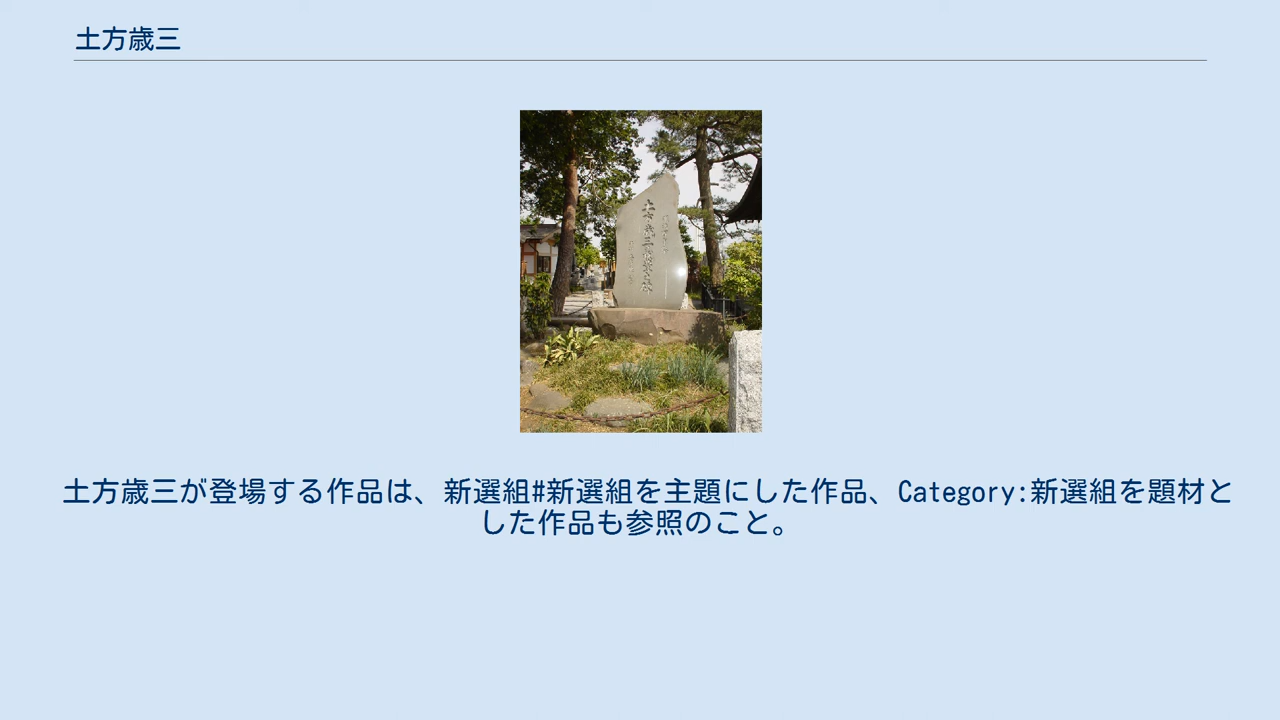 土方歳三
土方歳三が登場する作品は、新選組#新選組を主題にした作品、Category:新選組を題材と
した作品も参照のこと。